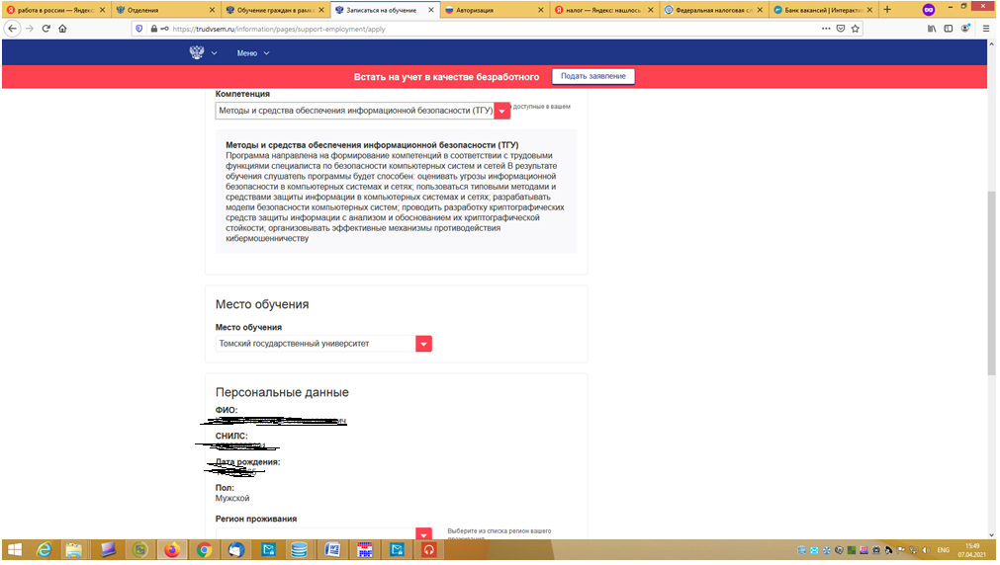 работа в россии — Яндекс
Отделения
Обучение граждан в рамка
Записаться на обучение
Авторизация
налог — Яндекс: нашлось
Федеральная налоговая сл
Банк вакансий | Интеракти
https://trudvsem.ru/information/pages/support-employment/apply
Меню
Встать на учет в качестве безработного
Подать заявление
Компетенция
Методы и средства обеспечения информационной безопасности (ТГУ)
доступные в вашем
Методы и средства обеспечения информационной безопасности (ТГУ)
Программа направлена на формирование компетенций в соответствии с трудовыми
функциями специалиста по безопасности компьютерных систем и сетей В результате
обучения слушатель программы будет способен: оценивать угрозы информационной
безопасности в компьютерных системах и сетях; пользоваться типовыми методами и
средствами защиты информации в компьютерных системах и сетях; разрабатывать
модели безопасности компьютерных систем; проводить разработку криптографических
средств защиты информации с анализом и обоснованием их криптографической
стойкости; организовывать эффективные механизмы противодействия
кибермошенничеству
Место обучения
Место обучения
Томский государственный университет
Персональные данные
ФИО:
СНИЛС:
Дата рождения:
Пол:
Мужской
Регион проживания
Выберите из списка регион вашего
проживания
ENG
15:49
07.04.2021